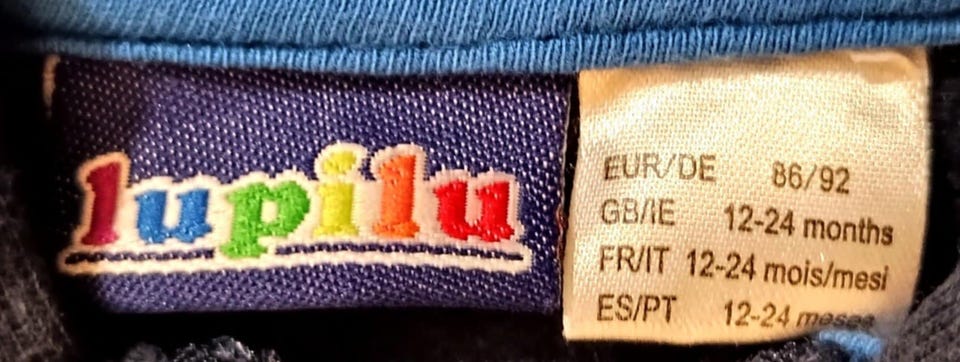 lupilu
EUR/DE 86/92
GB/IE 12-24 months
FR/IT 12-24 mois/mesi
ES/PT 12-24 meses